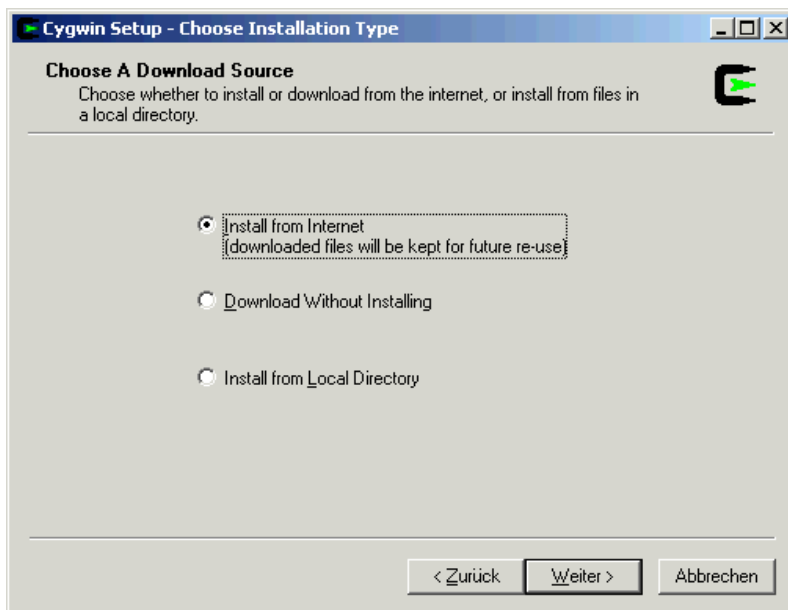 Cygwin Setup - Choose Installation Type
Choose A Download Source
Choose whether to install or download from the internet, or install from files in
a local directory.
Install from Internet
(downloaded files will be kept for future re-use)
Download Without Installing
Install from Local Directory
< Zurück
Weiter >
Abbrechen